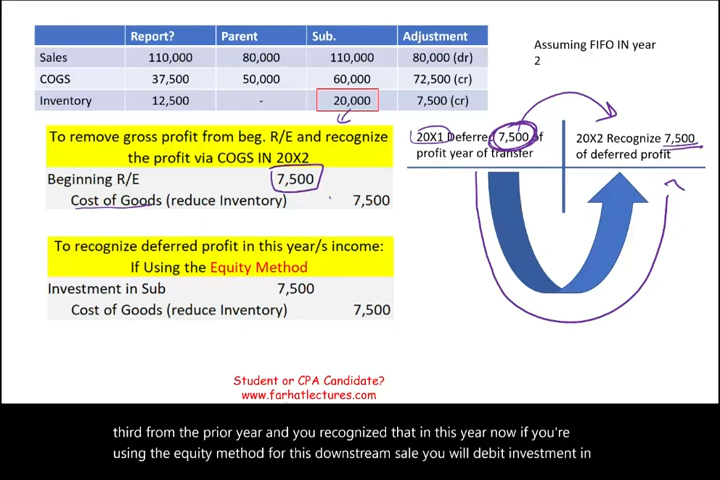 Report? Parent Sub. Adjustment
Sales 110,000 80,000 110,000 80,000 (dr)
COGS 37,500 50,000 60,000 72,500 (cr)
Inventory 12,500 - 20,000 7,500 (cr)
Assuming FIFO IN year
2
To remove gross profit from beg. R/E and recognize
the profit via COGS IN 20X2
Beginning R/E 7,500
Cost of Goods (reduce Inventory) 7,500
20X1 Deferred 7,500 of
profit year of transfer
20X2 Recognize 7,500
of deferred profit
To recognize deferred profit in this year/s income:
If Using the Equity Method
Investment in Sub 7,500
Cost of Goods (reduce Inventory) 7,500
Student or CPA Candidate?
www.farhatlectures.com
third from the prior year and you recognized that in this year now if you're
using the equity method for this downstream sale you will debit investment in